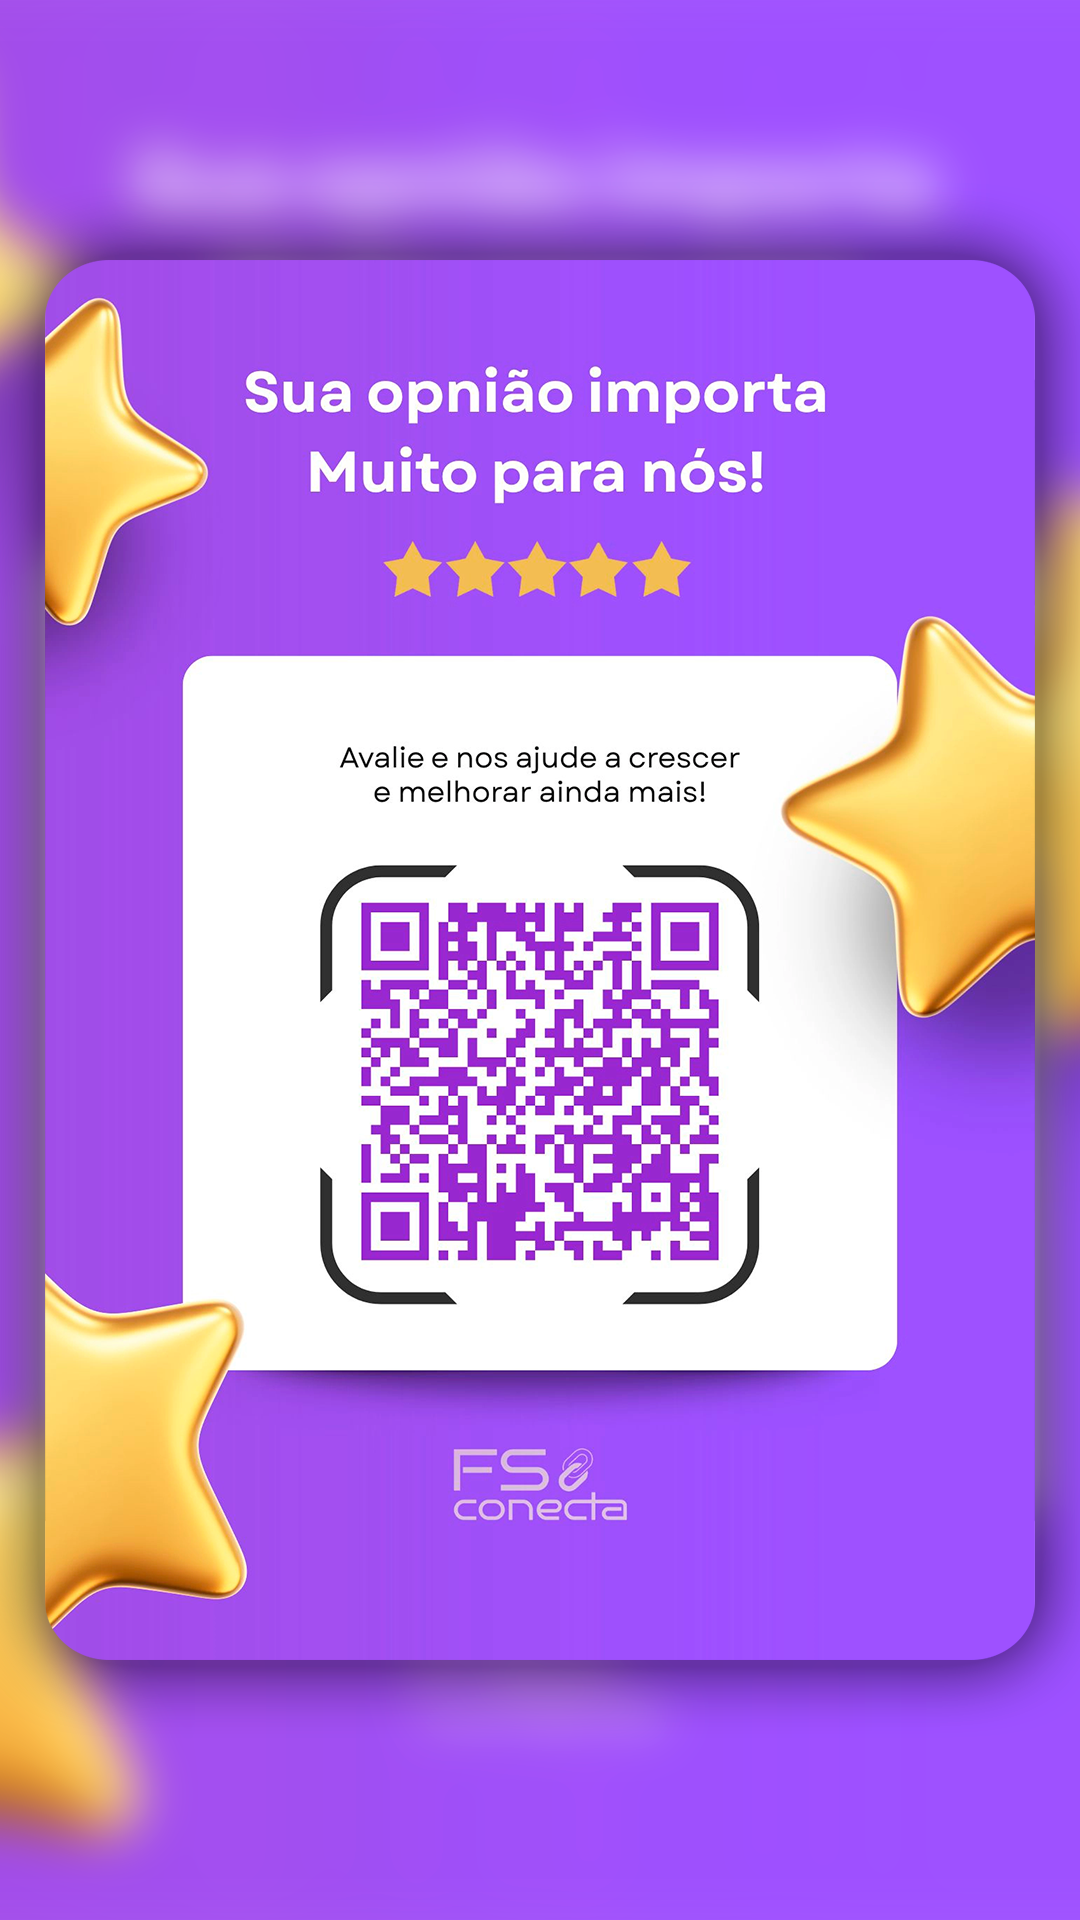 Sua opnião importa
Muito para nós!
Avalie e nos ajude a crescer
e melhorar ainda mais!
FS
conecta